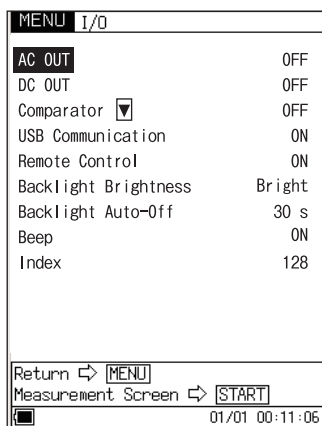 MENU I/O
AC OUT OFF
DC OUT OFF
Comparator ▼ OFF
USB Communication ON
Remote Control ON
Backlight Brightness Bright
Backlight Auto-Off 30 s
Beep ON
Index 128
Return ⇨ MENU
Measurement Screen ⇨ START
01/01 00:11:06